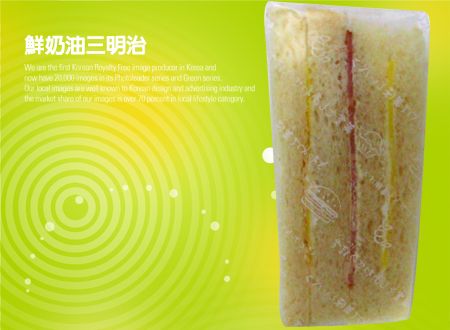 鮮奶油三明治
We are the first Korean Royalty Free image producer in Korea and
now have 20,000 images in its Photoleader series and Green series.
Our local images are well known to Korean design and advertising industry and
the market share of our images is over 70 percent in local lifestyle category.